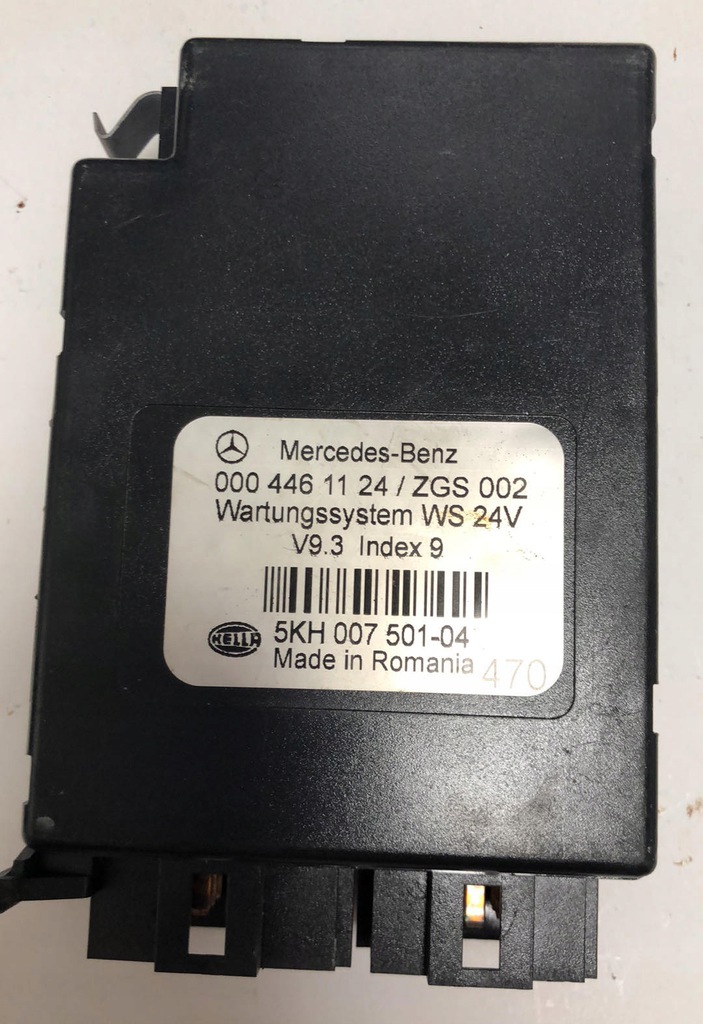 Mercedes-Benz
000 446 11 24 / ZGS 002
Wartungssystem WS 24V
V9.3 Index 9
HELLA 5KH 007 501-04
Made in Romania 470